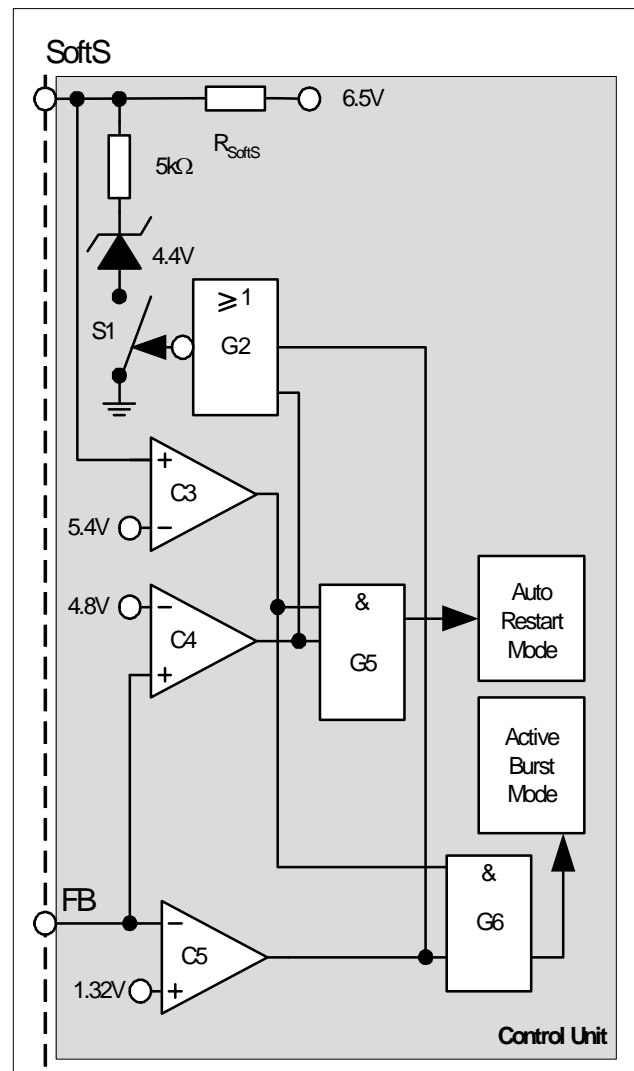 SoftS
6.5V
R_SoftS
5kΩ
4.4V
≥1
S1
G2
+
C3
5.4V
−
4.8V
−
&
Auto
Restart
Mode
C4
G5
+
Active
Burst
Mode
FB
−
&
G6
C5
1.32V
+
Control Unit